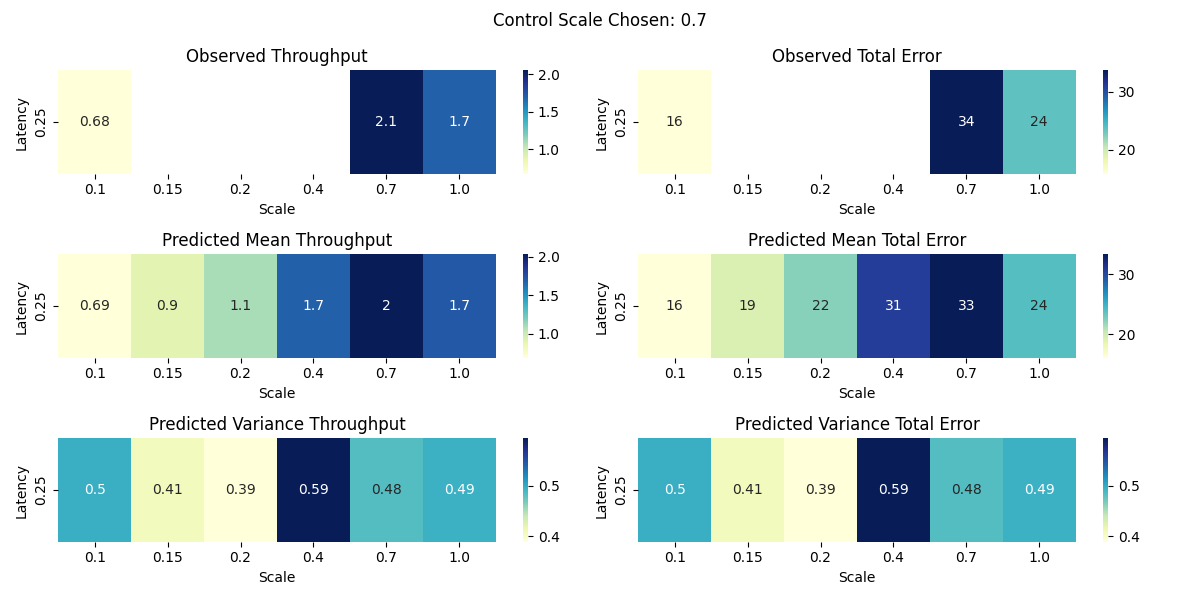 Control Scale Chosen: 0.7
Observed Throughput
Latency
0.25
0.68
2.1
1.7
2.0
1.5
1.0
0.1 0.15 0.2 0.4 0.7 1.0
Scale
Observed Total Error
Latency
0.25
16
34
24
30
20
0.1 0.15 0.2 0.4 0.7 1.0
Scale
Predicted Mean Throughput
Latency
0.25
0.69 0.9 1.1 1.7 2 1.7
2.0
1.5
1.0
0.1 0.15 0.2 0.4 0.7 1.0
Scale
Predicted Mean Total Error
Latency
0.25
16 19 22 31 33 24
30
20
0.1 0.15 0.2 0.4 0.7 1.0
Scale
Predicted Variance Throughput
Latency
0.25
0.5 0.41 0.39 0.59 0.48 0.49
0.5
0.4
0.1 0.15 0.2 0.4 0.7 1.0
Scale
Predicted Variance Total Error
Latency
0.25
0.5 0.41 0.39 0.59 0.48 0.49
0.5
0.4
0.1 0.15 0.2 0.4 0.7 1.0
Scale